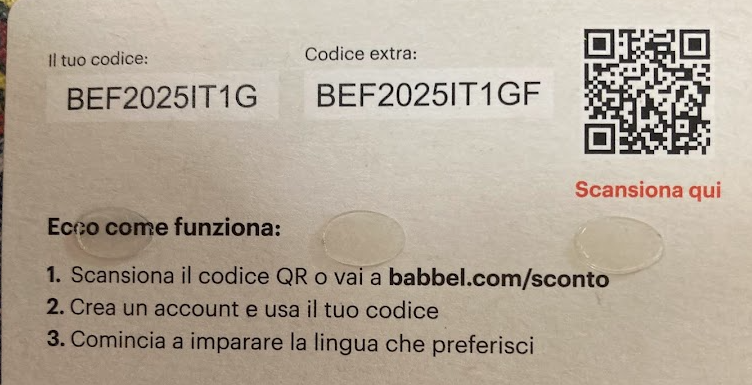 Il tuo codice:
Codice extra:
BEF2025IT1G
BEF2025IT1GF
Scansiona qui
Ecco come funziona:
1. Scansiona il codice QR o vai a babbel.com/sconto
2. Crea un account e usa il tuo codice
3. Comincia a imparare la lingua che preferisci